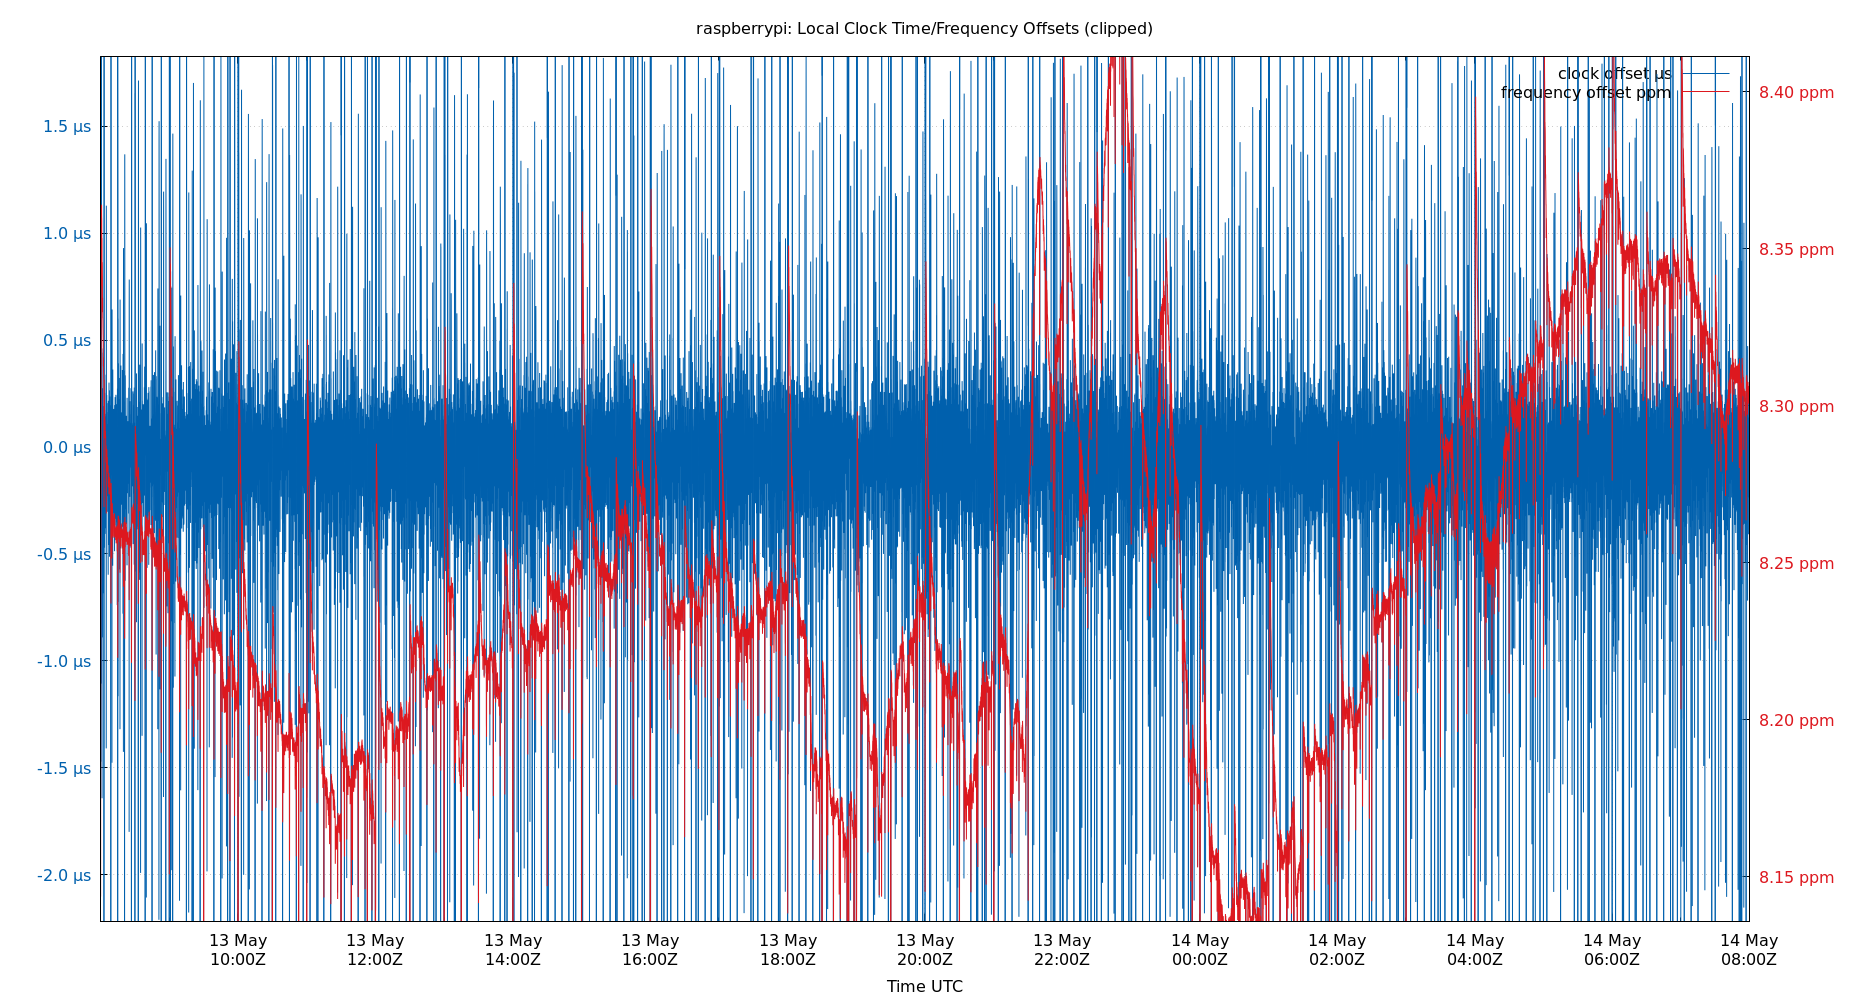 raspberrypi: Local Clock Time/Frequency Offsets (clipped)
clock offset µs
frequency offset ppm
1.5 µs
1.0 µs
0.5 µs
0.0 µs
-0.5 µs
-1.0 µs
-1.5 µs
-2.0 µs
8.40 ppm
8.35 ppm
8.30 ppm
8.25 ppm
8.20 ppm
8.15 ppm
13 May 13 May 13 May 13 May 13 May 13 May 13 May 14 May 14 May 14 May 14 May 14 May
10:00Z 12:00Z 14:00Z 16:00Z 18:00Z 20:00Z 22:00Z 00:00Z 02:00Z 04:00Z 06:00Z 08:00Z
Time UTC